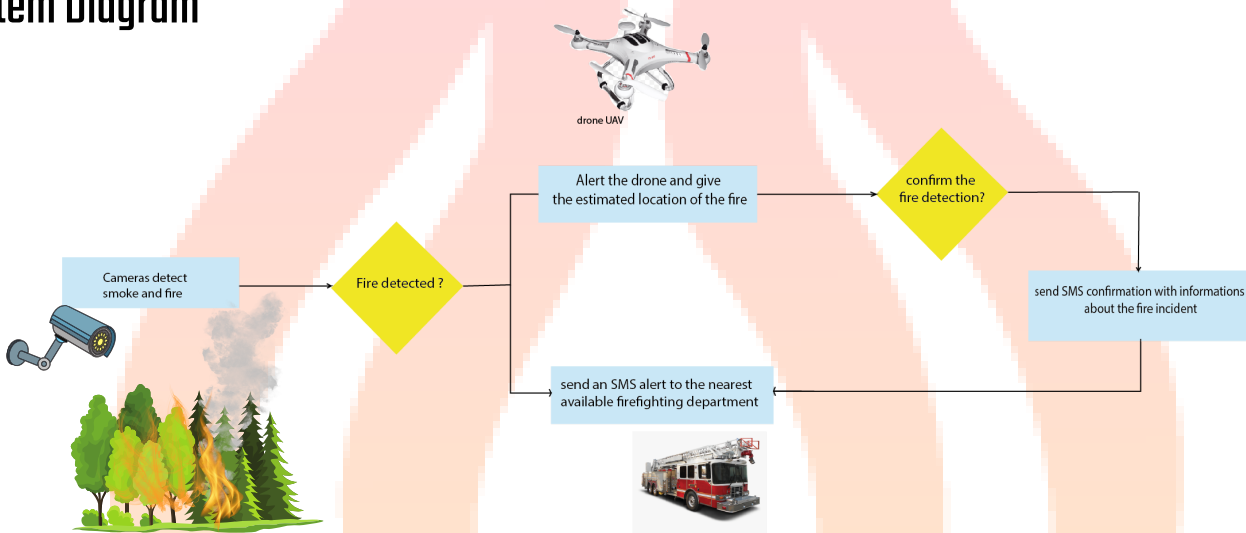 tem Diagram
drone UAV
Alert the drone and give
the estimated location of the fire
confirm the
fire detection?
Cameras detect
smoke and fire
Fire detected ?
send SMS confirmation with informations
about the fire incident
send an SMS alert to the nearest
available firefighting department